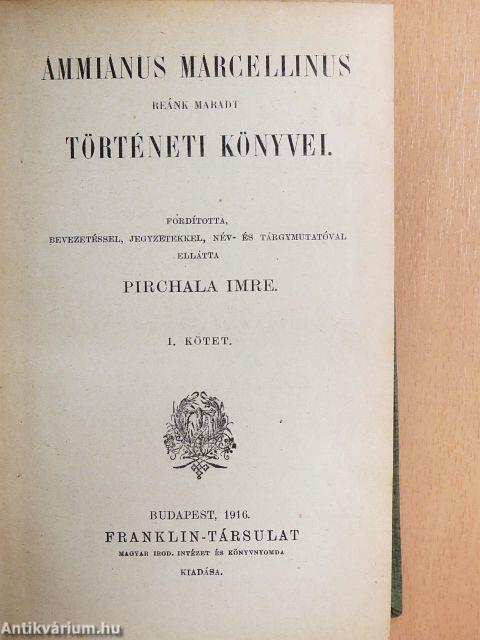 AMMIANUS MARCELLINUS
REÁNK MARADT
TÖRTÉNETI KÖNYVEI.
FORDÍTOTTA,
BEVEZETÉSSEL, JEGYZETEKKEL, NÉV- ÉS TÁRGYMUTATÓVAL
ELLÁTTA
PIRCHALA IMRE.
I. KÖTET.
BUDAPEST, 1916.
FRANKLIN-TÁRSULAT
MAGYAR IROD. INTÉZET ÉS KÖNYVNYOMDA
KIADÁSA.
Antikvárium.hu